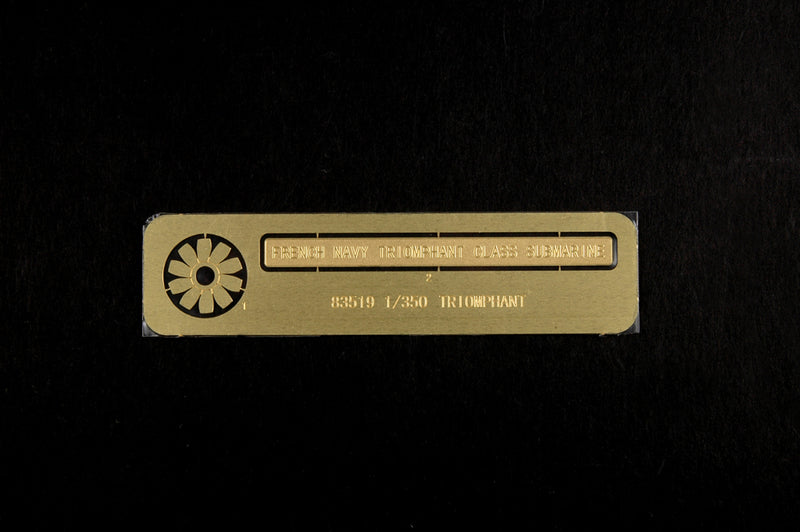 FRENCH NAVY TRIOMPHANT CLASS SUBMARINE
2
1
83519 1/350 TRIOMPHANT